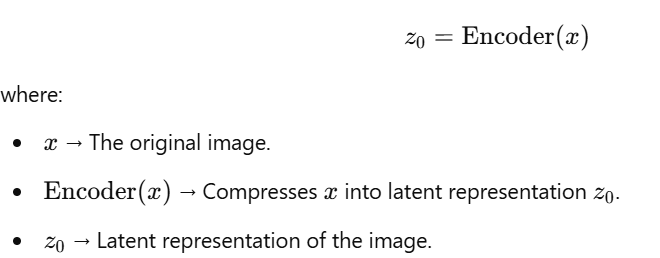 z₀ = Encoder(x)
where:
• x → The original image.
• Encoder(x) → Compresses x into latent representation z₀.
• z₀ → Latent representation of the image.